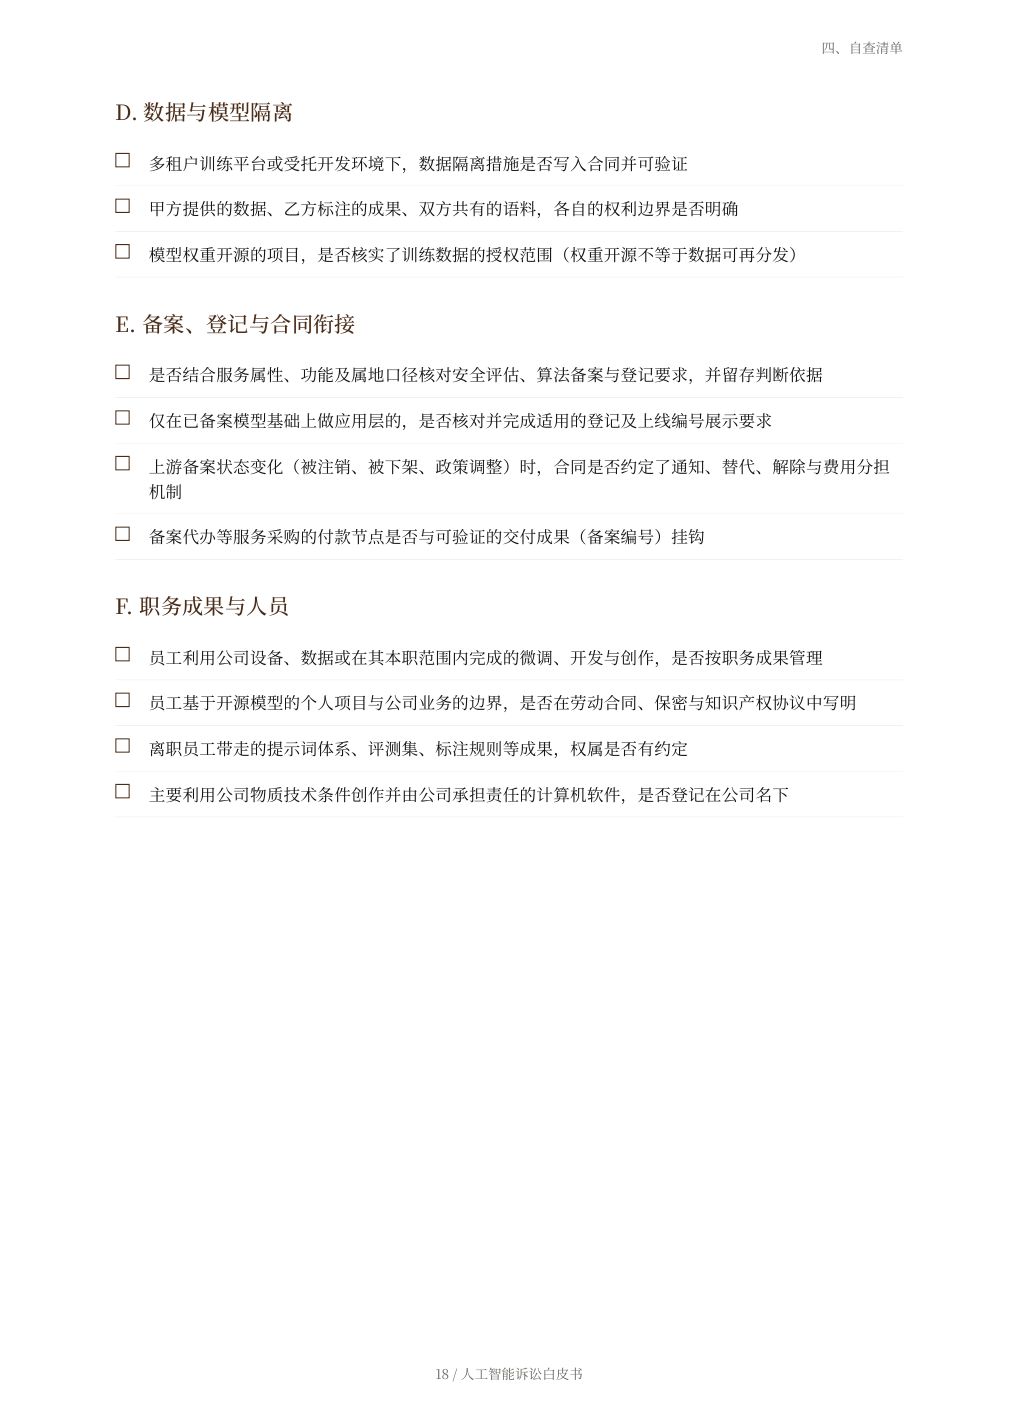 四、自查清单
D. 数据与模型隔离
□ 多租户训练平台或受托开发环境下，数据隔离措施是否写入合同并可验证
□ 甲方提供的数据、乙方标注的成果、双方共有的语料，各自的权利边界是否明确
□ 模型权重开源的项目，是否核实了训练数据的授权范围（权重开源不等于数据可再分发）
E. 备案、登记与合同衔接
□ 是否结合服务属性、功能及属地口径核对安全评估、算法备案与登记要求，并留存判断依据
□ 仅在已备案模型基础上做应用层的，是否核对并完成适用的登记及上线编号展示要求
□ 上游备案状态变化（被注销、被下架、政策调整）时，合同是否约定了通知、替代、解除与费用分担
机制
□ 备案代办等服务采购的付款节点是否与可验证的交付成果（备案编号）挂钩
F. 职务成果与人员
□ 员工利用公司设备、数据或在其本职范围内完成的微调、开发与创作，是否按职务成果管理
□ 员工基于开源模型的个人项目与公司业务的边界，是否在劳动合同、保密与知识产权协议中写明
□ 离职员工带走的提示词体系、评测集、标注规则等成果，权属是否有约定
□ 主要利用公司物质技术条件创作并由公司承担责任的计算机软件，是否登记在公司名下
18 / 人工智能诉讼白皮书